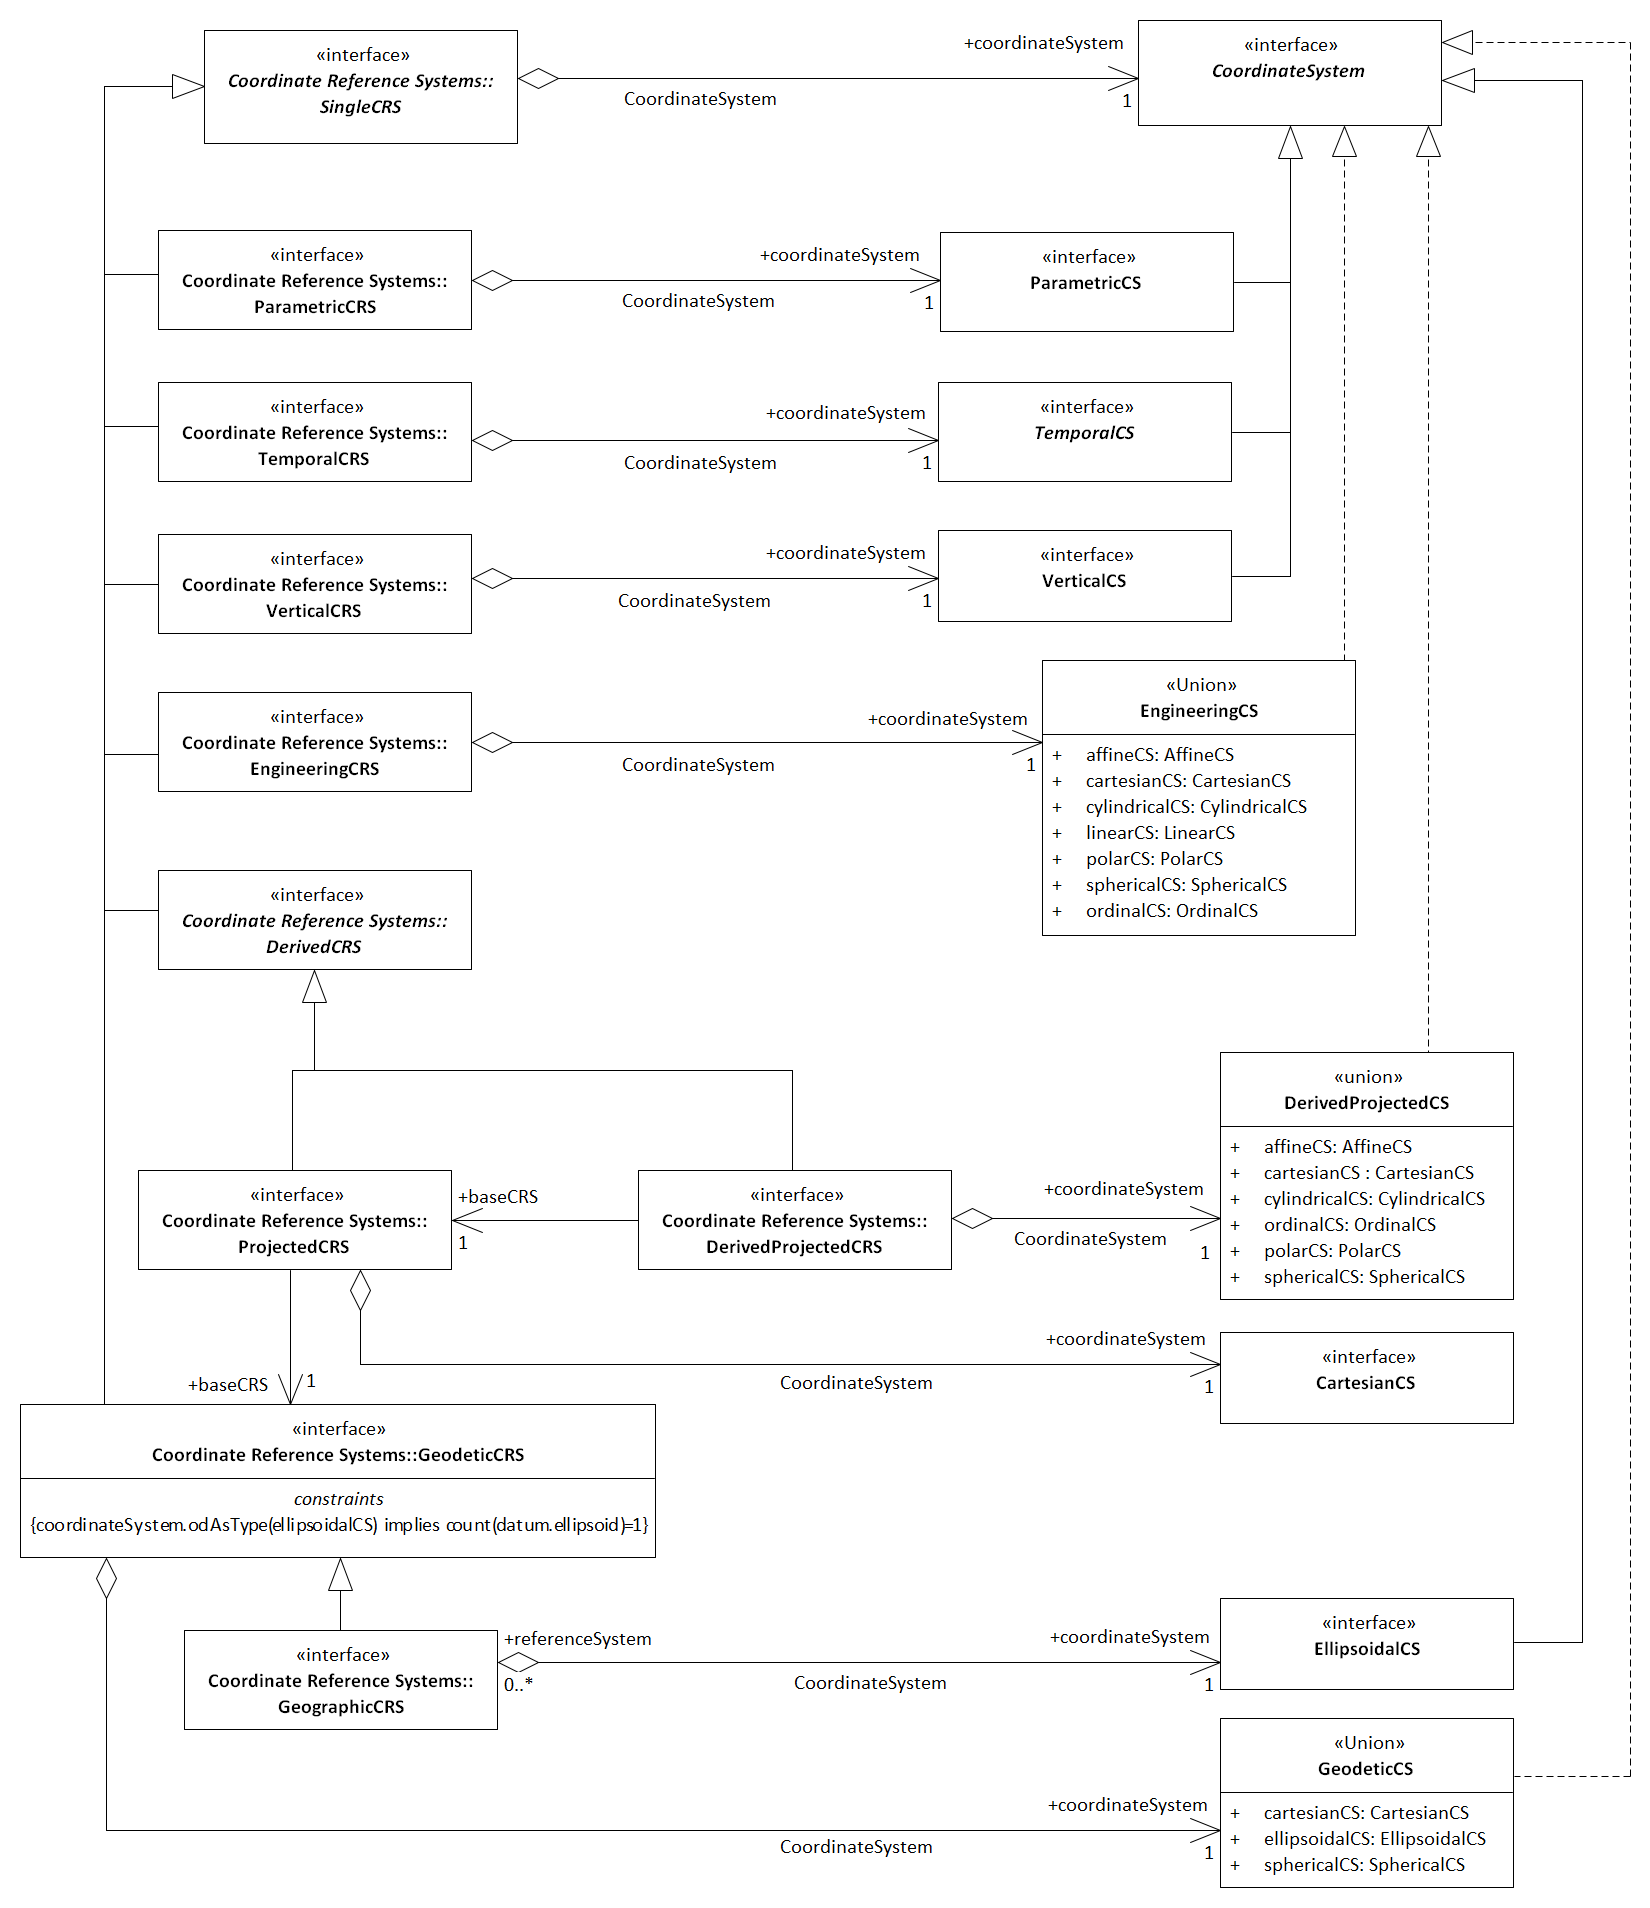 «interface»
Coordinate Reference Systems::
SingleCRS
+coordinateSystem
CoordinateSystem
1
«interface»
CoordinateSystem
«interface»
Coordinate Reference Systems::
ParametricCRS
+coordinateSystem
CoordinateSystem
1
«interface»
ParametricCS
«interface»
Coordinate Reference Systems::
TemporalCRS
+coordinateSystem
CoordinateSystem
1
«interface»
TemporalCS
«interface»
Coordinate Reference Systems::
VerticalCRS
+coordinateSystem
CoordinateSystem
1
«interface»
VerticalCS
«interface»
Coordinate Reference Systems::
EngineeringCRS
+coordinateSystem
CoordinateSystem
1
«Union»
EngineeringCS
+ affineCS: AffineCS
+ cartesianCS: CartesianCS
+ cylindricalCS: CylindricalCS
+ linearCS: LinearCS
+ polarCS: PolarCS
+ sphericalCS: SphericalCS
+ ordinalCS: OrdinalCS
«interface»
Coordinate Reference Systems::
DerivedCRS
«interface»
Coordinate Reference Systems::
ProjectedCRS
+baseCRS
1
«interface»
Coordinate Reference Systems::
DerivedProjectedCRS
+coordinateSystem
CoordinateSystem
1
«union»
DerivedProjectedCS
+ affineCS: AffineCS
+ cartesianCS : CartesianCS
+ cylindricalCS: CylindricalCS
+ ordinalCS: OrdinalCS
+ polarCS: PolarCS
+ sphericalCS: SphericalCS
+coordinateSystem
CoordinateSystem
1
«interface»
CartesianCS
+baseCRS
1
«interface»
Coordinate Reference Systems::GeodeticCRS
constraints
{coordinateSystem.odAsType(ellipsoidalCS) implies count(datum.ellipsoid)=1}
«interface»
Coordinate Reference Systems::
GeographicCRS
+referenceSystem
0..*
+coordinateSystem
CoordinateSystem
1
«interface»
EllipsoidalCS
+coordinateSystem
CoordinateSystem
1
«Union»
GeodeticCS
+ cartesianCS: CartesianCS
+ ellipsoidalCS: EllipsoidalCS
+ sphericalCS: SphericalCS